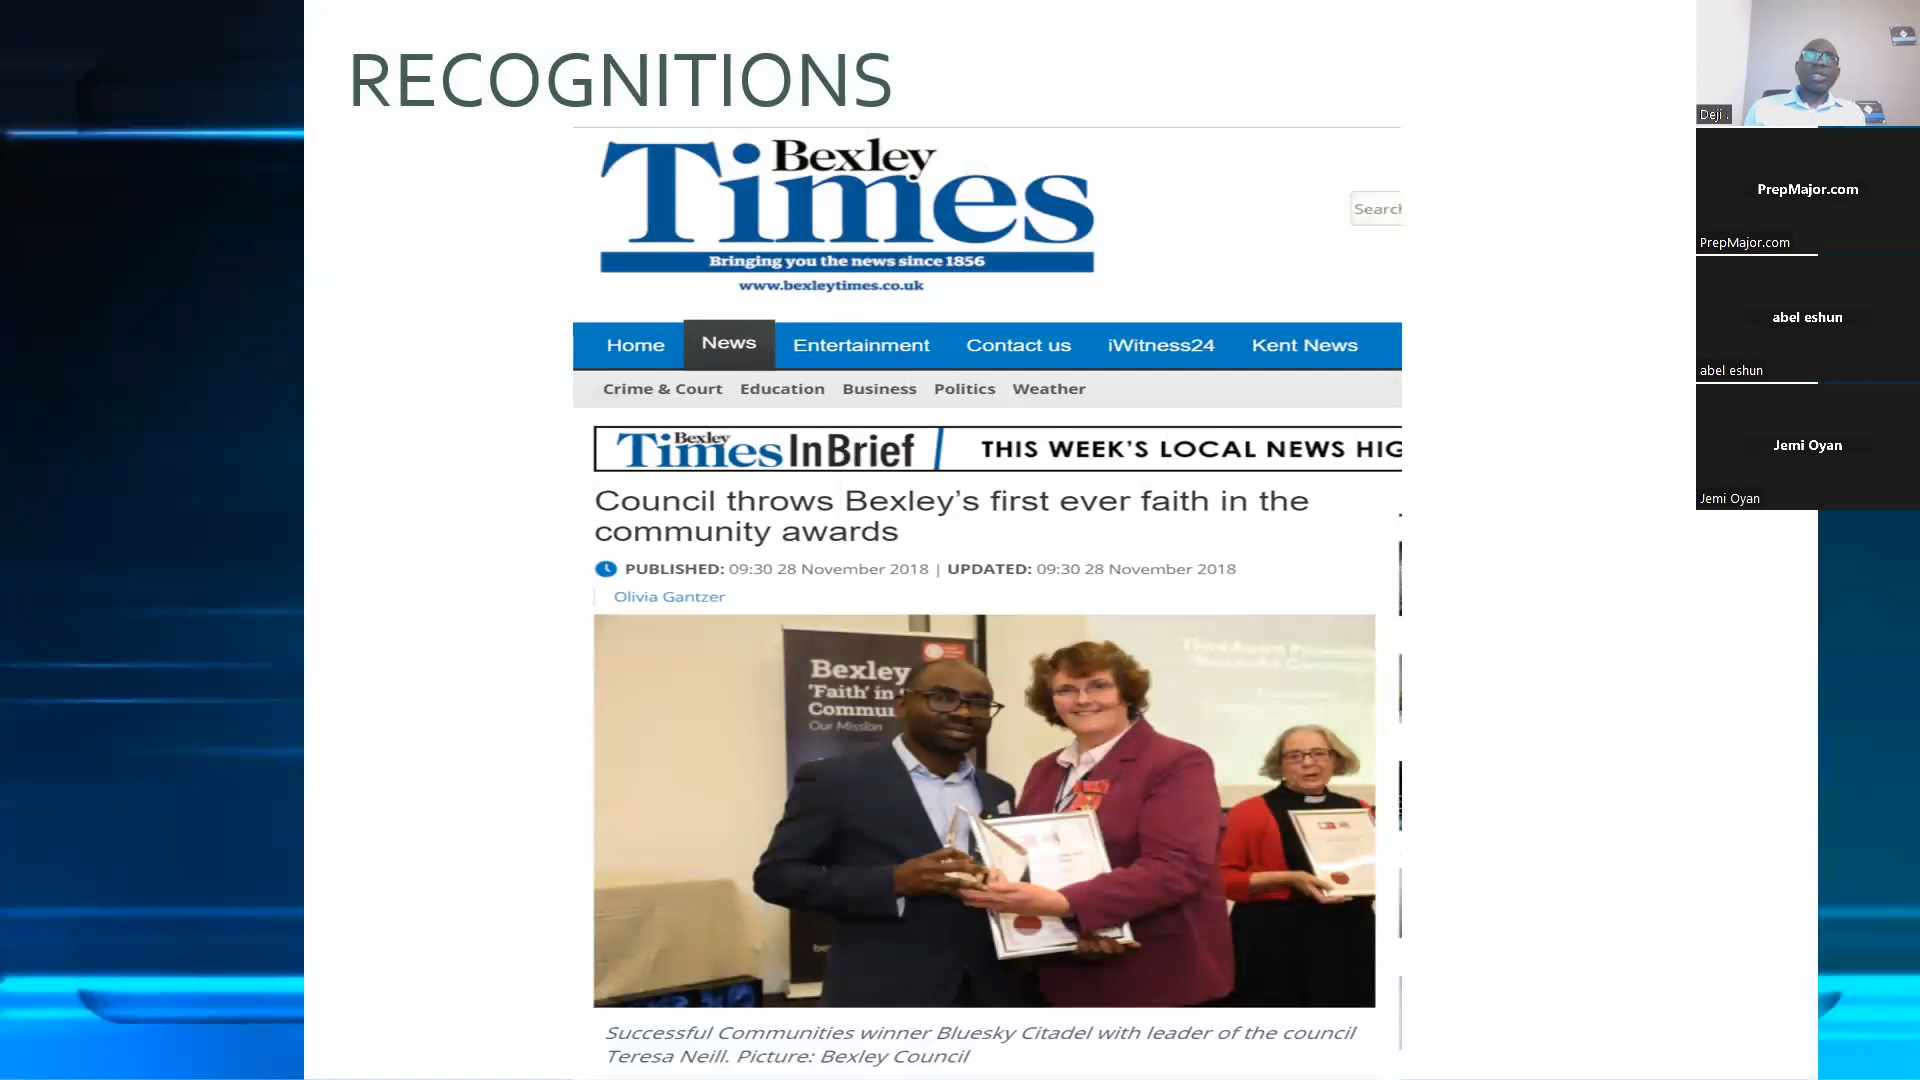 RECOGNITIONS
Bexley
Times
Bringing you the news since 1856
www.bexleytimes.co.uk
Search
Home News Entertainment Contact us iWitness24 Kent News
Crime & Court Education Business Politics Weather
Bexley
Times InBrief THIS WEEK'S LOCAL NEWS HIG
Council throws Bexley's first ever faith in the
community awards
PUBLISHED: 09:30 28 November 2018 | UPDATED: 09:30 28 November 2018
Olivia Gantzer
Bexley
'Faith' in
Commu
Our Mission
Successful Communities winner Bluesky Citadel with leader of the council
Teresa Neill. Picture: Bexley Council
Deji .
PrepMajor.com
PrepMajor.com
abel eshun
abel eshun
Jemi Oyan
Jemi Oyan